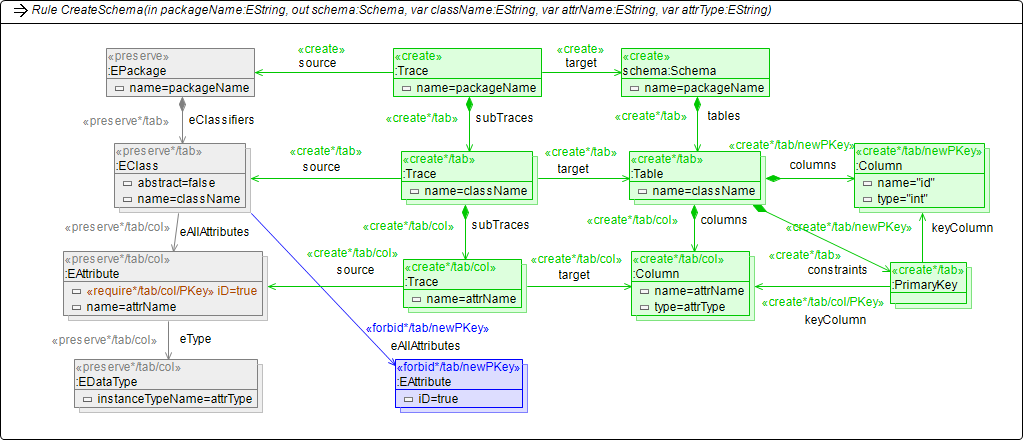 Rule CreateSchema(in packageName:EString, out schema:Schema, var className:EString, var attrName:EString, var attrType:EString)
«preserve»
:EPackage
name=packageName
«create»
source
«create»
:Trace
name=packageName
«create»
target
«create»
schema:Schema
name=packageName
«preserve*/tab»
eClassifiers
«create*/tab»
subTraces
«create*/tab»
tables
«preserve*/tab»
:EClass
abstract=false
name=className
«create*/tab»
source
«create*/tab»
:Trace
name=className
«create*/tab»
target
«create*/tab»
:Table
name=className
«create*/tab/newPKey»
columns
«create*/tab/newPKey»
:Column
name="id"
type="int"
«preserve*/tab/col»
eAllAttributes
«create*/tab/col»
subTraces
«create*/tab/col»
columns
«create*/tab/newPKey»
keyColumn
«create*/tab»
constraints
«preserve*/tab/col»
:EAttribute
«require*/tab/col/PKey» iD=true
name=attrName
«create*/tab/col»
source
«create*/tab/col»
:Trace
name=attrName
«create*/tab/col»
target
«create*/tab/col»
:Column
name=attrName
type=attrType
«create*/tab»
:PrimaryKey
«create*/tab/col/PKey»
keyColumn
«preserve*/tab/col»
eType
«forbid*/tab/newPKey»
eAllAttributes
«preserve*/tab/col»
:EDataType
instanceTypeName=attrType
«forbid*/tab/newPKey»
:EAttribute
iD=true